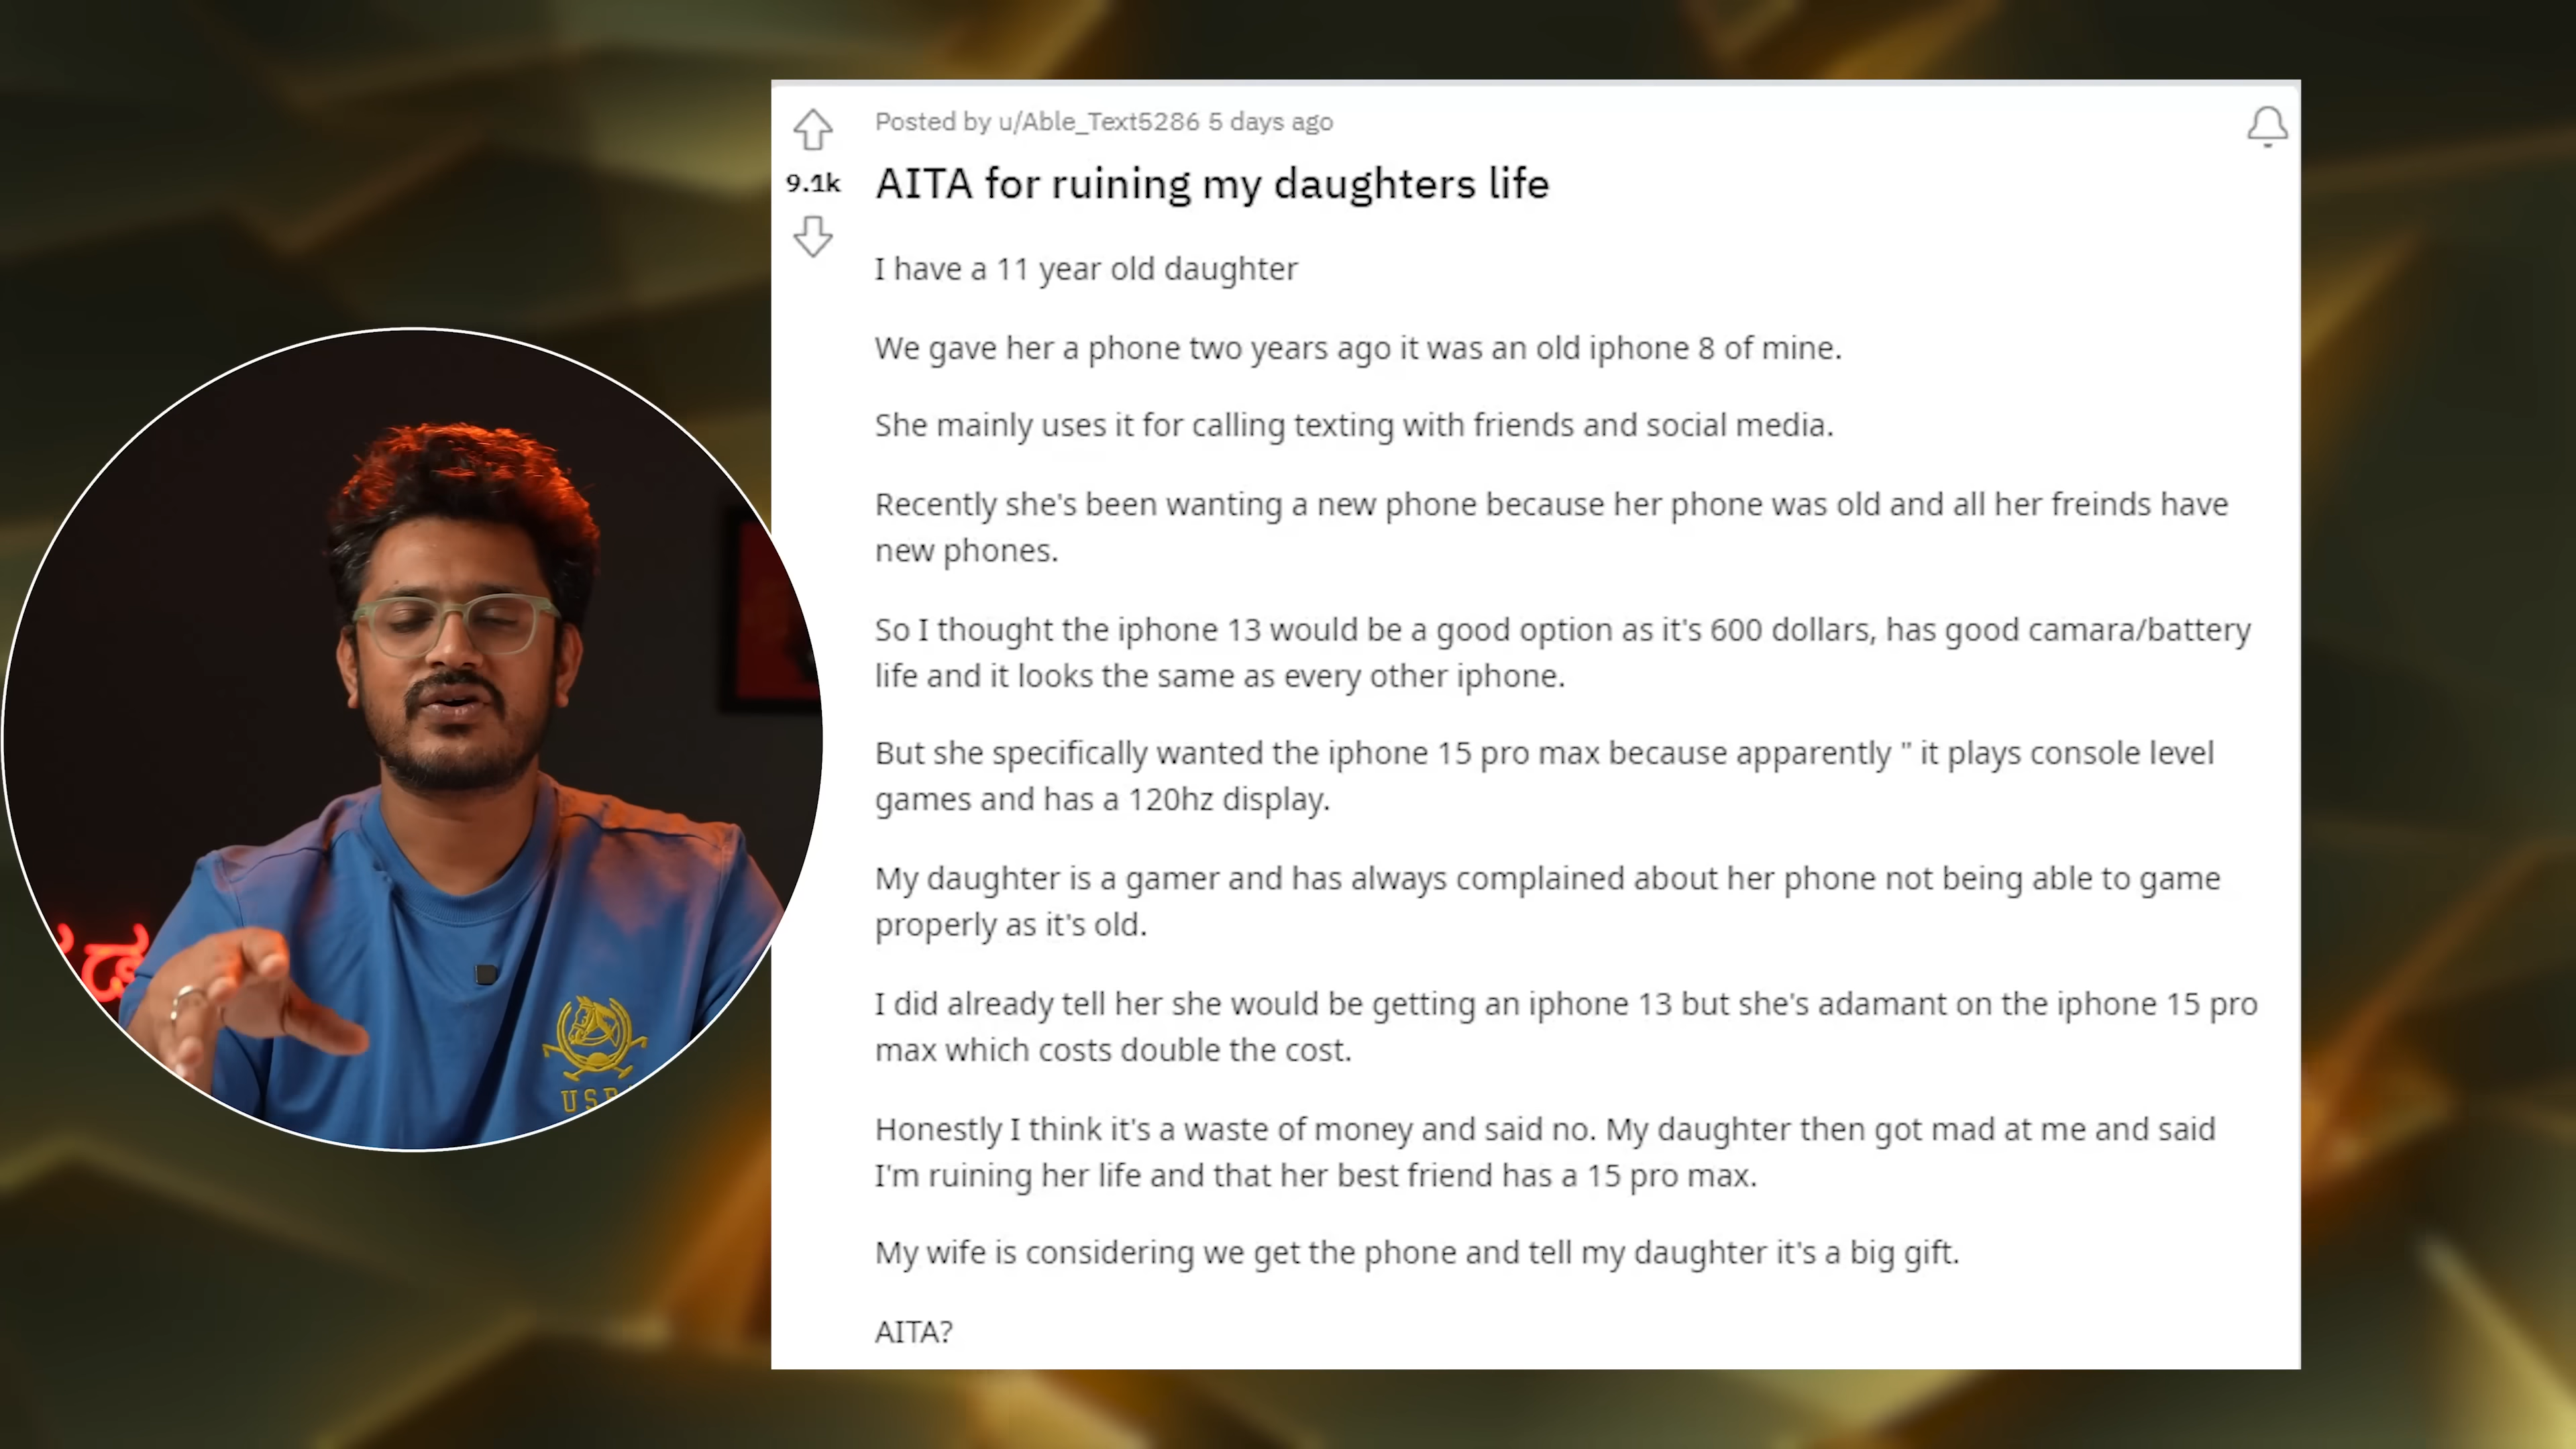 Posted by u/Able_Text5286 5 days ago
9.1k
AITA for ruining my daughters life
I have a 11 year old daughter
We gave her a phone two years ago it was an old iphone 8 of mine.
She mainly uses it for calling texting with friends and social media.
Recently she's been wanting a new phone because her phone was old and all her freinds have
new phones.
So I thought the iphone 13 would be a good option as it's 600 dollars, has good camara/battery
life and it looks the same as every other iphone.
But she specifically wanted the iphone 15 pro max because apparently " it plays console level
games and has a 120hz display.
My daughter is a gamer and has always complained about her phone not being able to game
properly as it's old.
I did already tell her she would be getting an iphone 13 but she's adamant on the iphone 15 pro
max which costs double the cost.
Honestly I think it's a waste of money and said no. My daughter then got mad at me and said
I'm ruining her life and that her best friend has a 15 pro max.
My wife is considering we get the phone and tell my daughter it's a big gift.
AITA?